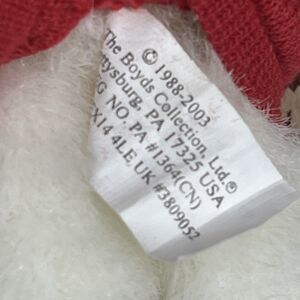 © 1988-2003
The Boyds Collection, Ltd.®
ttysburg, PA 17325 USA
G NO. PA #1364(CN)
X14 4LE UK #3809052